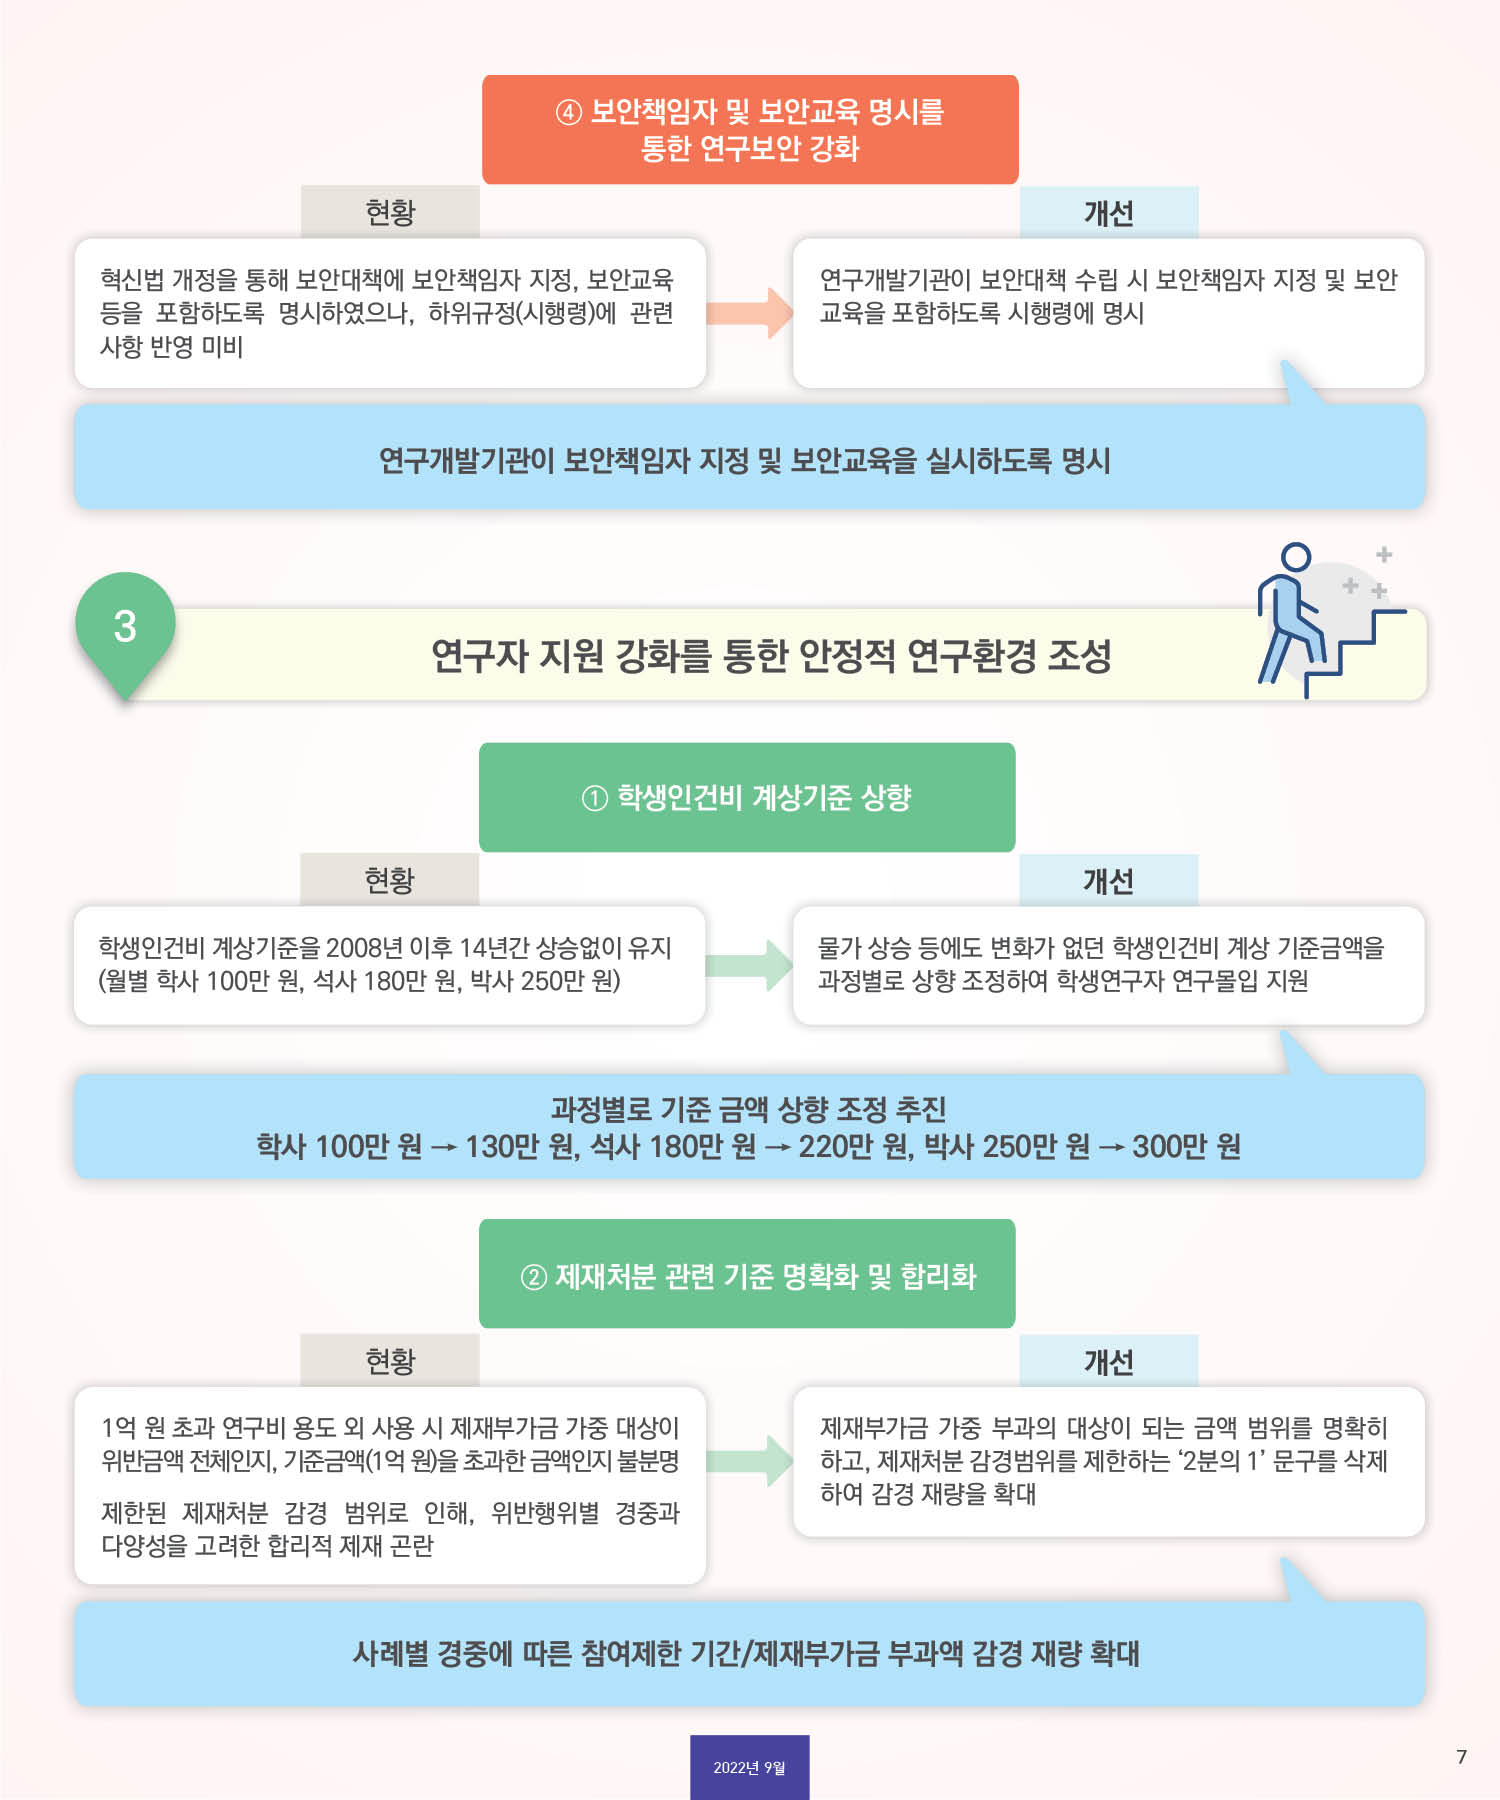 ④ 보안책임자 및 보안교육 명시를
통한 연구보안 강화
현황
개선
혁신법 개정을 통해 보안대책에 보안책임자 지정, 보안교육
등을 포함하도록 명시하였으나, 하위규정(시행령)에 관련
사항 반영 미비
연구개발기관이 보안대책 수립 시 보안책임자 지정 및 보안
교육을 포함하도록 시행령에 명시
연구개발기관이 보안책임자 지정 및 보안교육을 실시하도록 명시
3
연구자 지원 강화를 통한 안정적 연구환경 조성
① 학생인건비 계상기준 상향
현황
개선
학생인건비 계상기준을 2008년 이후 14년간 상승없이 유지
(월별 학사 100만 원, 석사 180만 원, 박사 250만 원)
물가 상승 등에도 변화가 없던 학생인건비 계상 기준금액을
과정별로 상향 조정하여 학생연구자 연구몰입 지원
과정별로 기준 금액 상향 조정 추진
학사 100만 원 → 130만 원, 석사 180만 원 → 220만 원, 박사 250만 원 → 300만 원
② 제재처분 관련 기준 명확화 및 합리화
현황
개선
1억 원 초과 연구비 용도 외 사용 시 제재부가금 가중 대상이
위반금액 전체인지, 기준금액(1억 원)을 초과한 금액인지 불분명
제한된 제재처분 감경 범위로 인해, 위반행위별 경중과
다양성을 고려한 합리적 제재 곤란
제재부가금 가중 부과의 대상이 되는 금액 범위를 명확히
하고, 제재처분 감경범위를 제한하는 ‘2분의 1’ 문구를 삭제
하여 감경 재량을 확대
사례별 경중에 따른 참여제한 기간/제재부가금 부과액 감경 재량 확대
2022년 9월
7